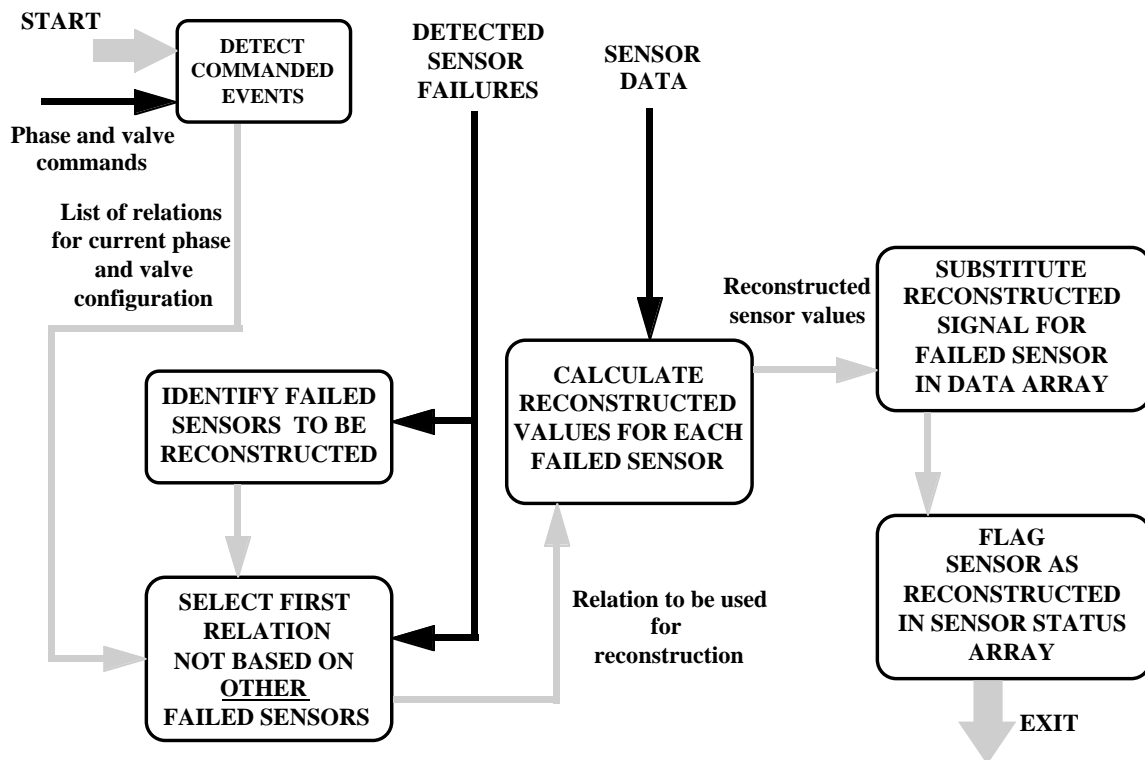 START
DETECT
COMMANDED
EVENTS
Phase and valve
commands
List of relations
for current phase
and valve
configuration
DETECTED
SENSOR
FAILURES
SENSOR
DATA
IDENTIFY FAILED
SENSORS TO BE
RECONSTRUCTED
SELECT FIRST
RELATION
NOT BASED ON
OTHER
FAILED SENSORS
Relation to be used
for
reconstruction
CALCULATE
RECONSTRUCTED
VALUES FOR EACH
FAILED SENSOR
Reconstructed
sensor values
SUBSTITUTE
RECONSTRUCTED
SIGNAL FOR
FAILED SENSOR
IN DATA ARRAY
FLAG
SENSOR AS
RECONSTRUCTED
IN SENSOR STATUS
ARRAY
EXIT